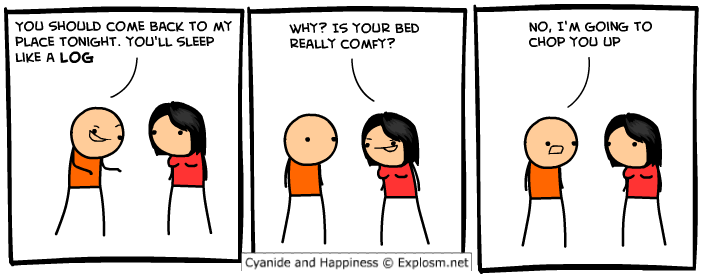 YOU SHOULD COME BACK TO MY
PLACE TONIGHT. YOU'LL SLEEP
LIKE A LOG
WHY? IS YOUR BED
REALLY COMFY?
NO, I'M GOING TO
CHOP YOU UP
Cyanide and Happiness © Explosm.net